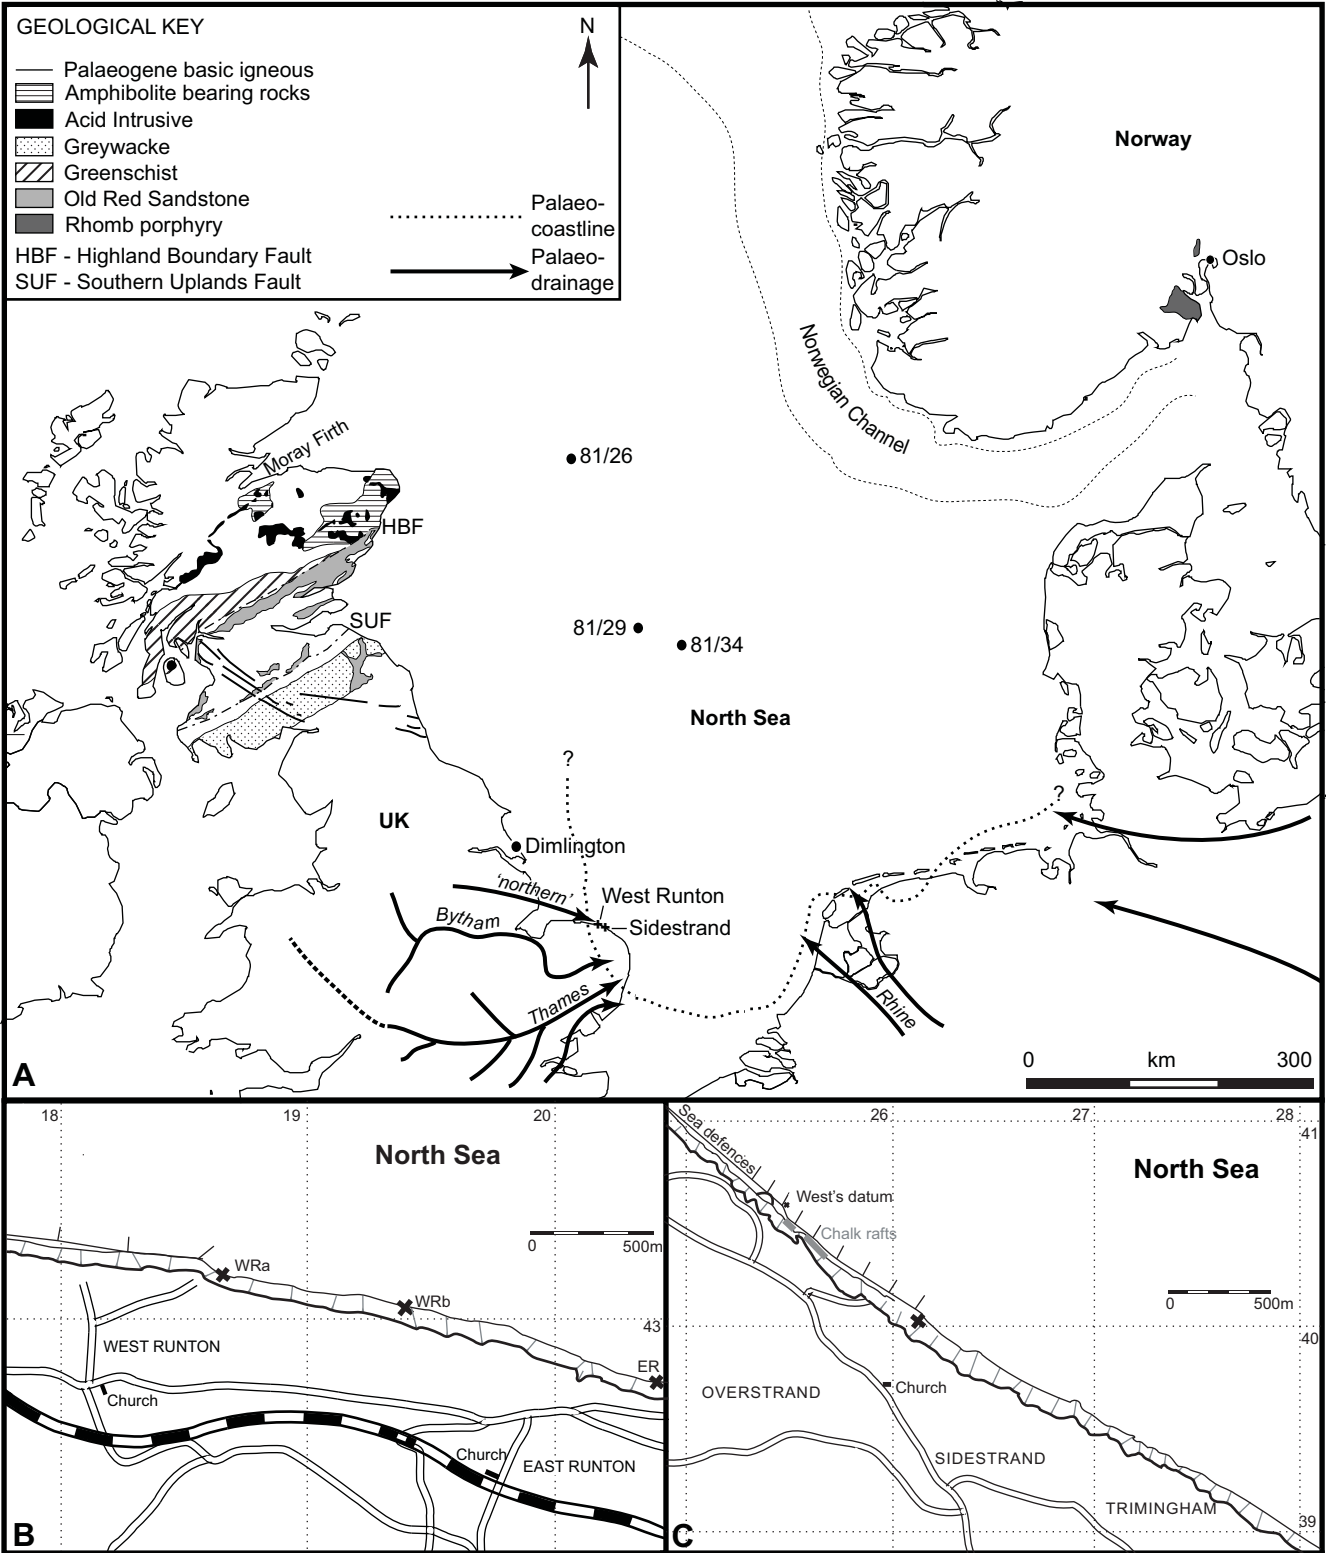 GEOLOGICAL KEY
Palaeogene basic igneous
Amphibolite bearing rocks
Acid Intrusive
Greywacke
Greenschist
Old Red Sandstone
Rhomb porphyry
HBF - Highland Boundary Fault
SUF - Southern Uplands Fault
N
Palaeo-
coastline
Palaeo-
drainage
Norway
Oslo
Norwegian Channel
Moray Firth
81/26
HBF
SUF
81/29
81/34
North Sea
?
?
UK
Dimlington
'northern'
West Runton
Bytham
Sidestrand
Thames
Rhine
0 km 300
A
18 19 20
North Sea
0 500m
WRa
WRb
43
ER
WEST RUNTON
Church
Church
EAST RUNTON
B
26 27 28
41
Sea defences
North Sea
West's datum
Chalk rafts
0 500m
40
OVERSTRAND
Church
SIDESTRAND
TRIMINGHAM
39
C